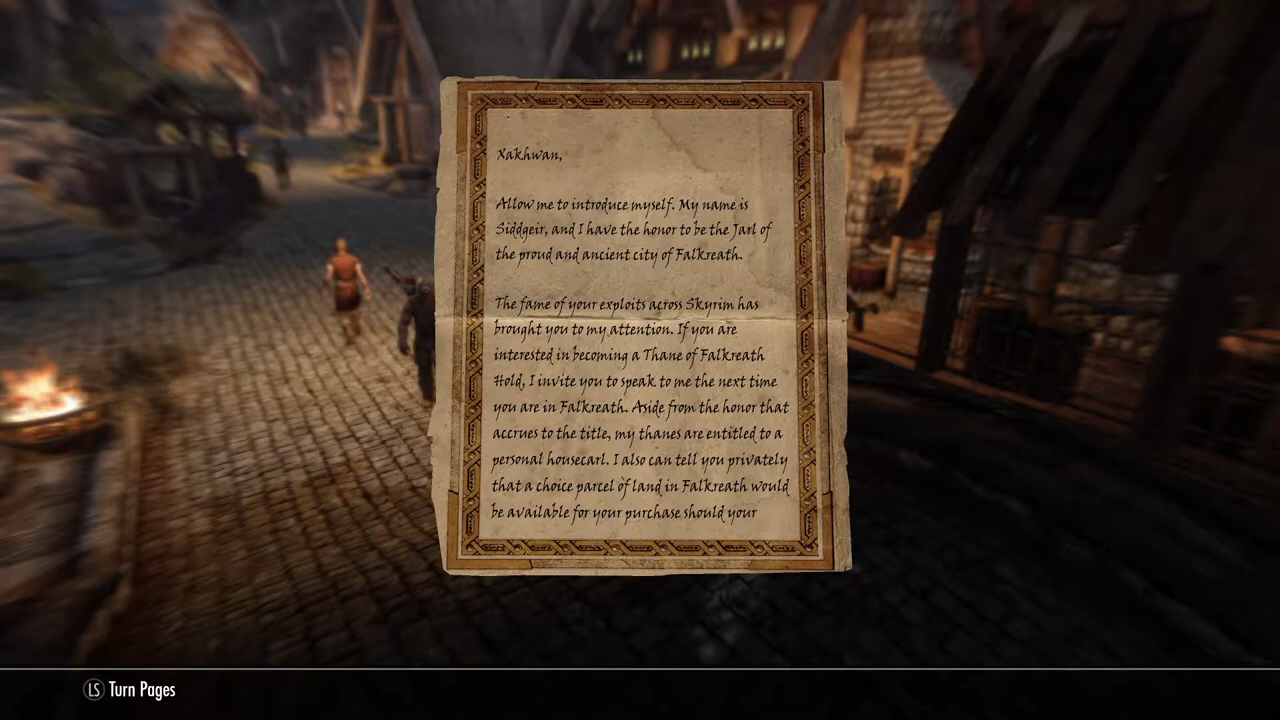 Xakhwan,
Allow me to introduce myself. My name is
Siddgeir, and I have the honor to be the Jarl of
the proud and ancient city of Falkreath.
The fame of your exploits across Skyrim has
brought you to my attention. If you are
interested in becoming a Thane of Falkreath
Hold, I invite you to speak to me the next time
you are in Falkreath. Aside from the honor that
accrues to the title, my thanes are entitled to a
personal housecarl. I also can tell you privately
that a choice parcel of land in Falkreath would
be available for your purchase should your
LS Turn Pages